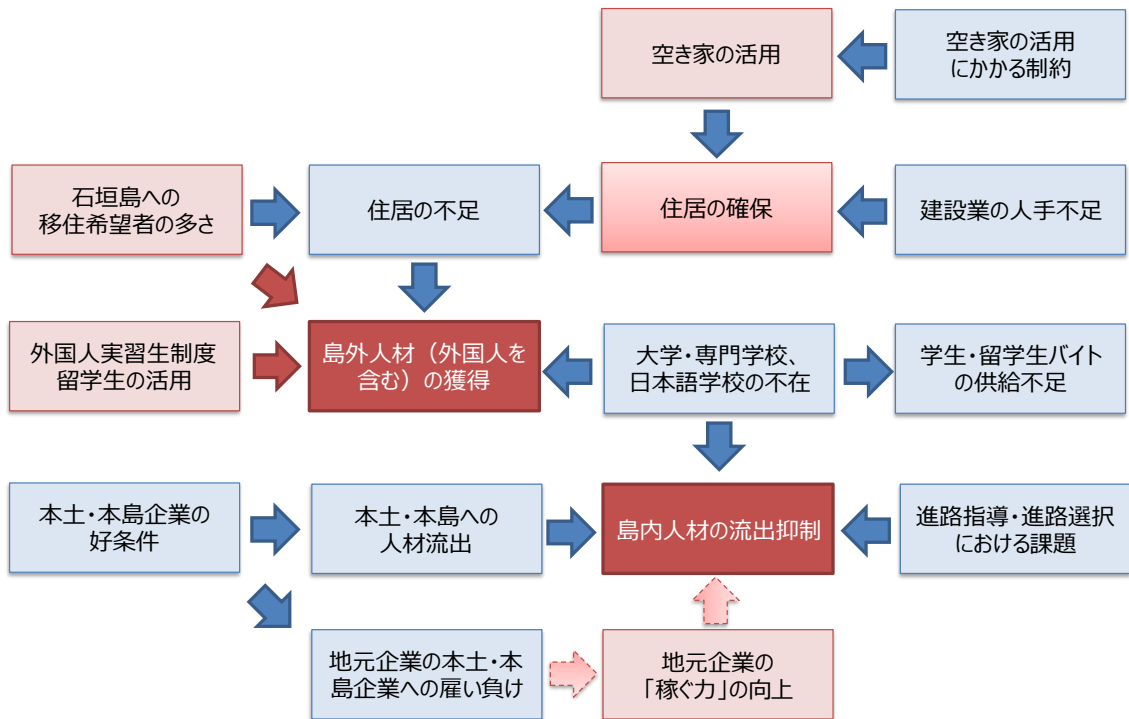 空き家の活用
空き家の活用
にかかる制約
石垣島への
移住希望者の多さ
住居の不足
住居の確保
建設業の人手不足
外国人実習生制度
留学生の活用
島外人材（外国人を
含む）の獲得
大学・専門学校、
日本語学校の不在
学生・留学生バイト
の供給不足
本土・本島企業の
好条件
本土・本島への
人材流出
島内人材の流出抑制
進路指導・進路選択
における課題
地元企業の本土・本
島企業への雇い負け
地元企業の
「稼ぐ力」の向上